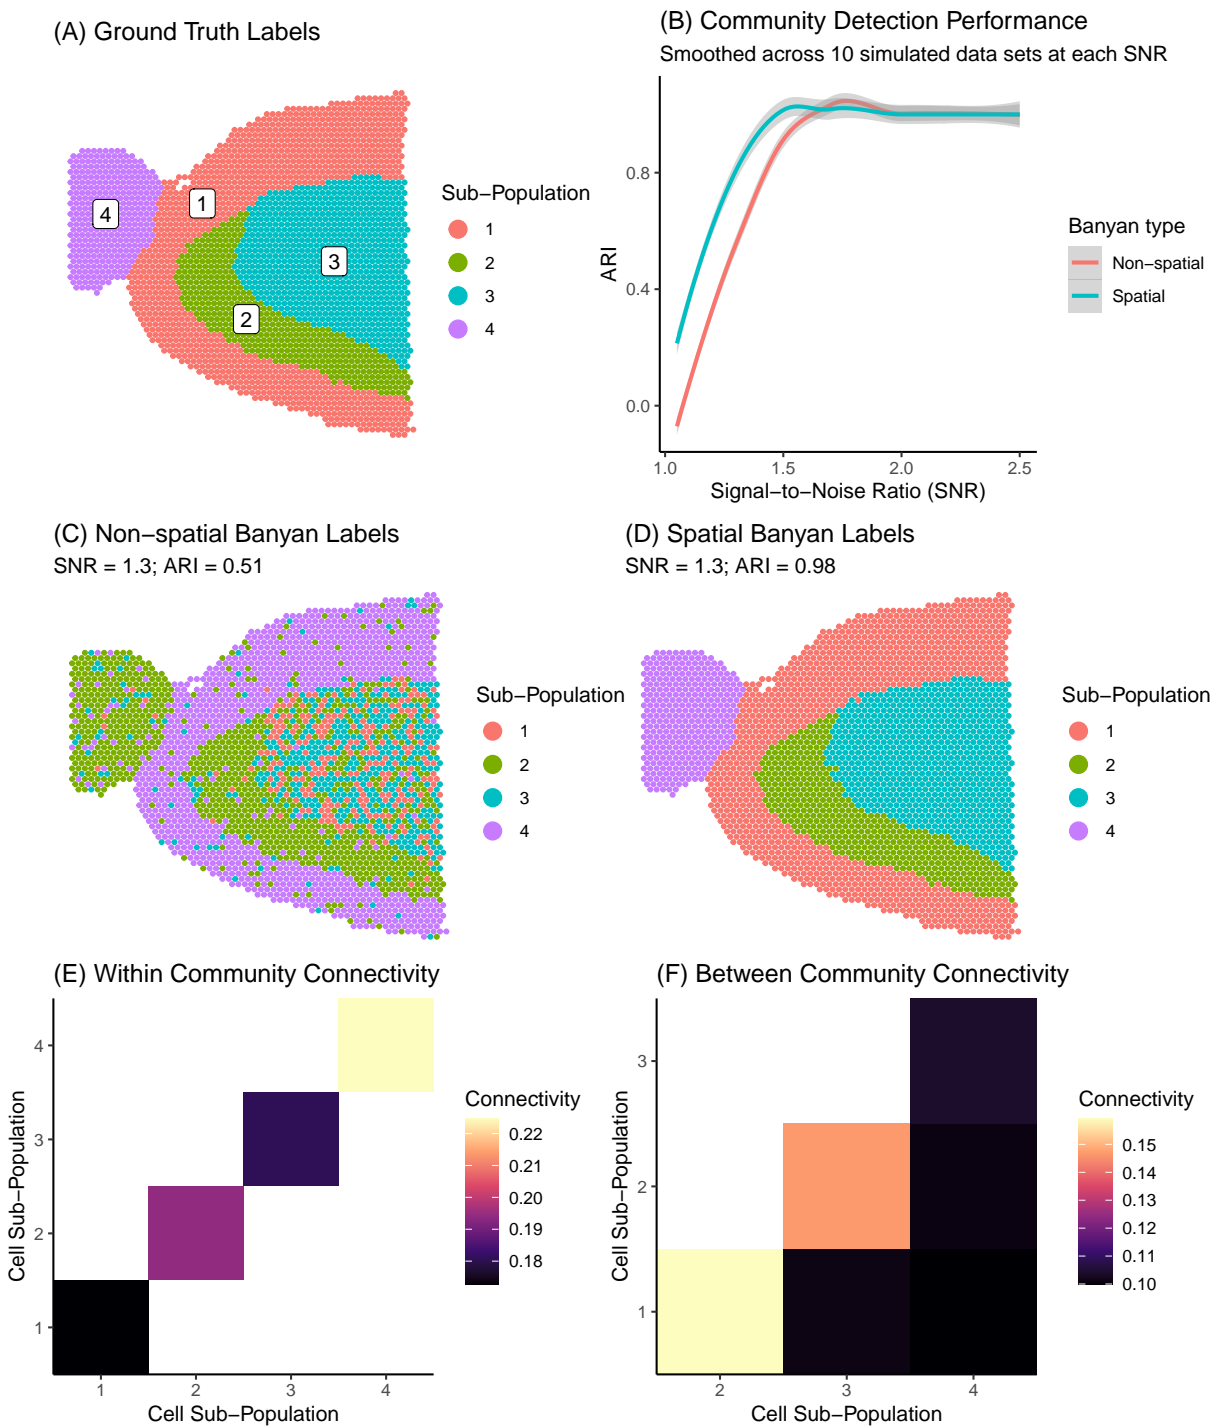 (A) Ground Truth Labels
4
1
3
2
Sub−Population
1
2
3
4
(B) Community Detection Performance
Smoothed across 10 simulated data sets at each SNR
ARI
0.8
0.4
0.0
1.0 1.5 2.0 2.5
Signal−to−Noise Ratio (SNR)
Banyan type
Non−spatial
Spatial
(C) Non−spatial Banyan Labels
SNR = 1.3; ARI = 0.51
Sub−Population
1
2
3
4
(D) Spatial Banyan Labels
SNR = 1.3; ARI = 0.98
Sub−Population
1
2
3
4
(E) Within Community Connectivity
Cell Sub−Population
4
3
2
1
1 2 3 4
Cell Sub−Population
Connectivity
0.22
0.21
0.20
0.19
0.18
(F) Between Community Connectivity
Cell Sub−Population
3
2
1
2 3 4
Cell Sub−Population
Connectivity
0.15
0.14
0.13
0.12
0.11
0.10